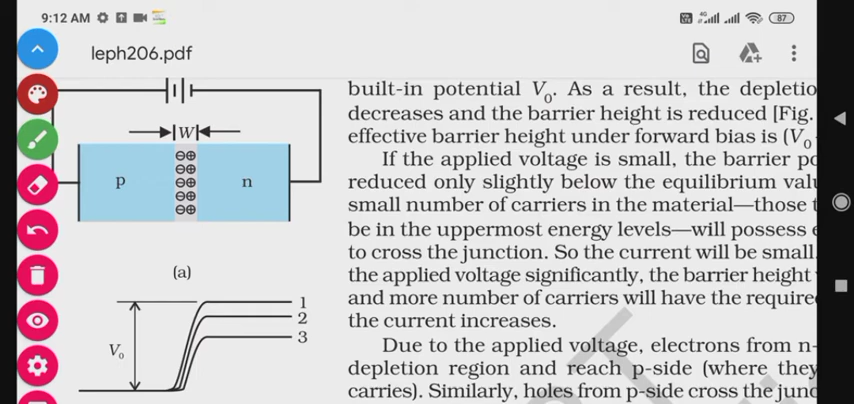 9:12 AM
4G
87
leph206.pdf
W
p
n
(a)
1
2
3
V0
built-in potential V0. As a result, the depletio
decreases and the barrier height is reduced [Fig.
effective barrier height under forward bias is (V0
If the applied voltage is small, the barrier po
reduced only slightly below the equilibrium val
small number of carriers in the material—those t
be in the uppermost energy levels—will possess e
to cross the junction. So the current will be small.
the applied voltage significantly, the barrier height
and more number of carriers will have the require
the current increases.
Due to the applied voltage, electrons from n-
depletion region and reach p-side (where they
carries). Similarly, holes from p-side cross the junc